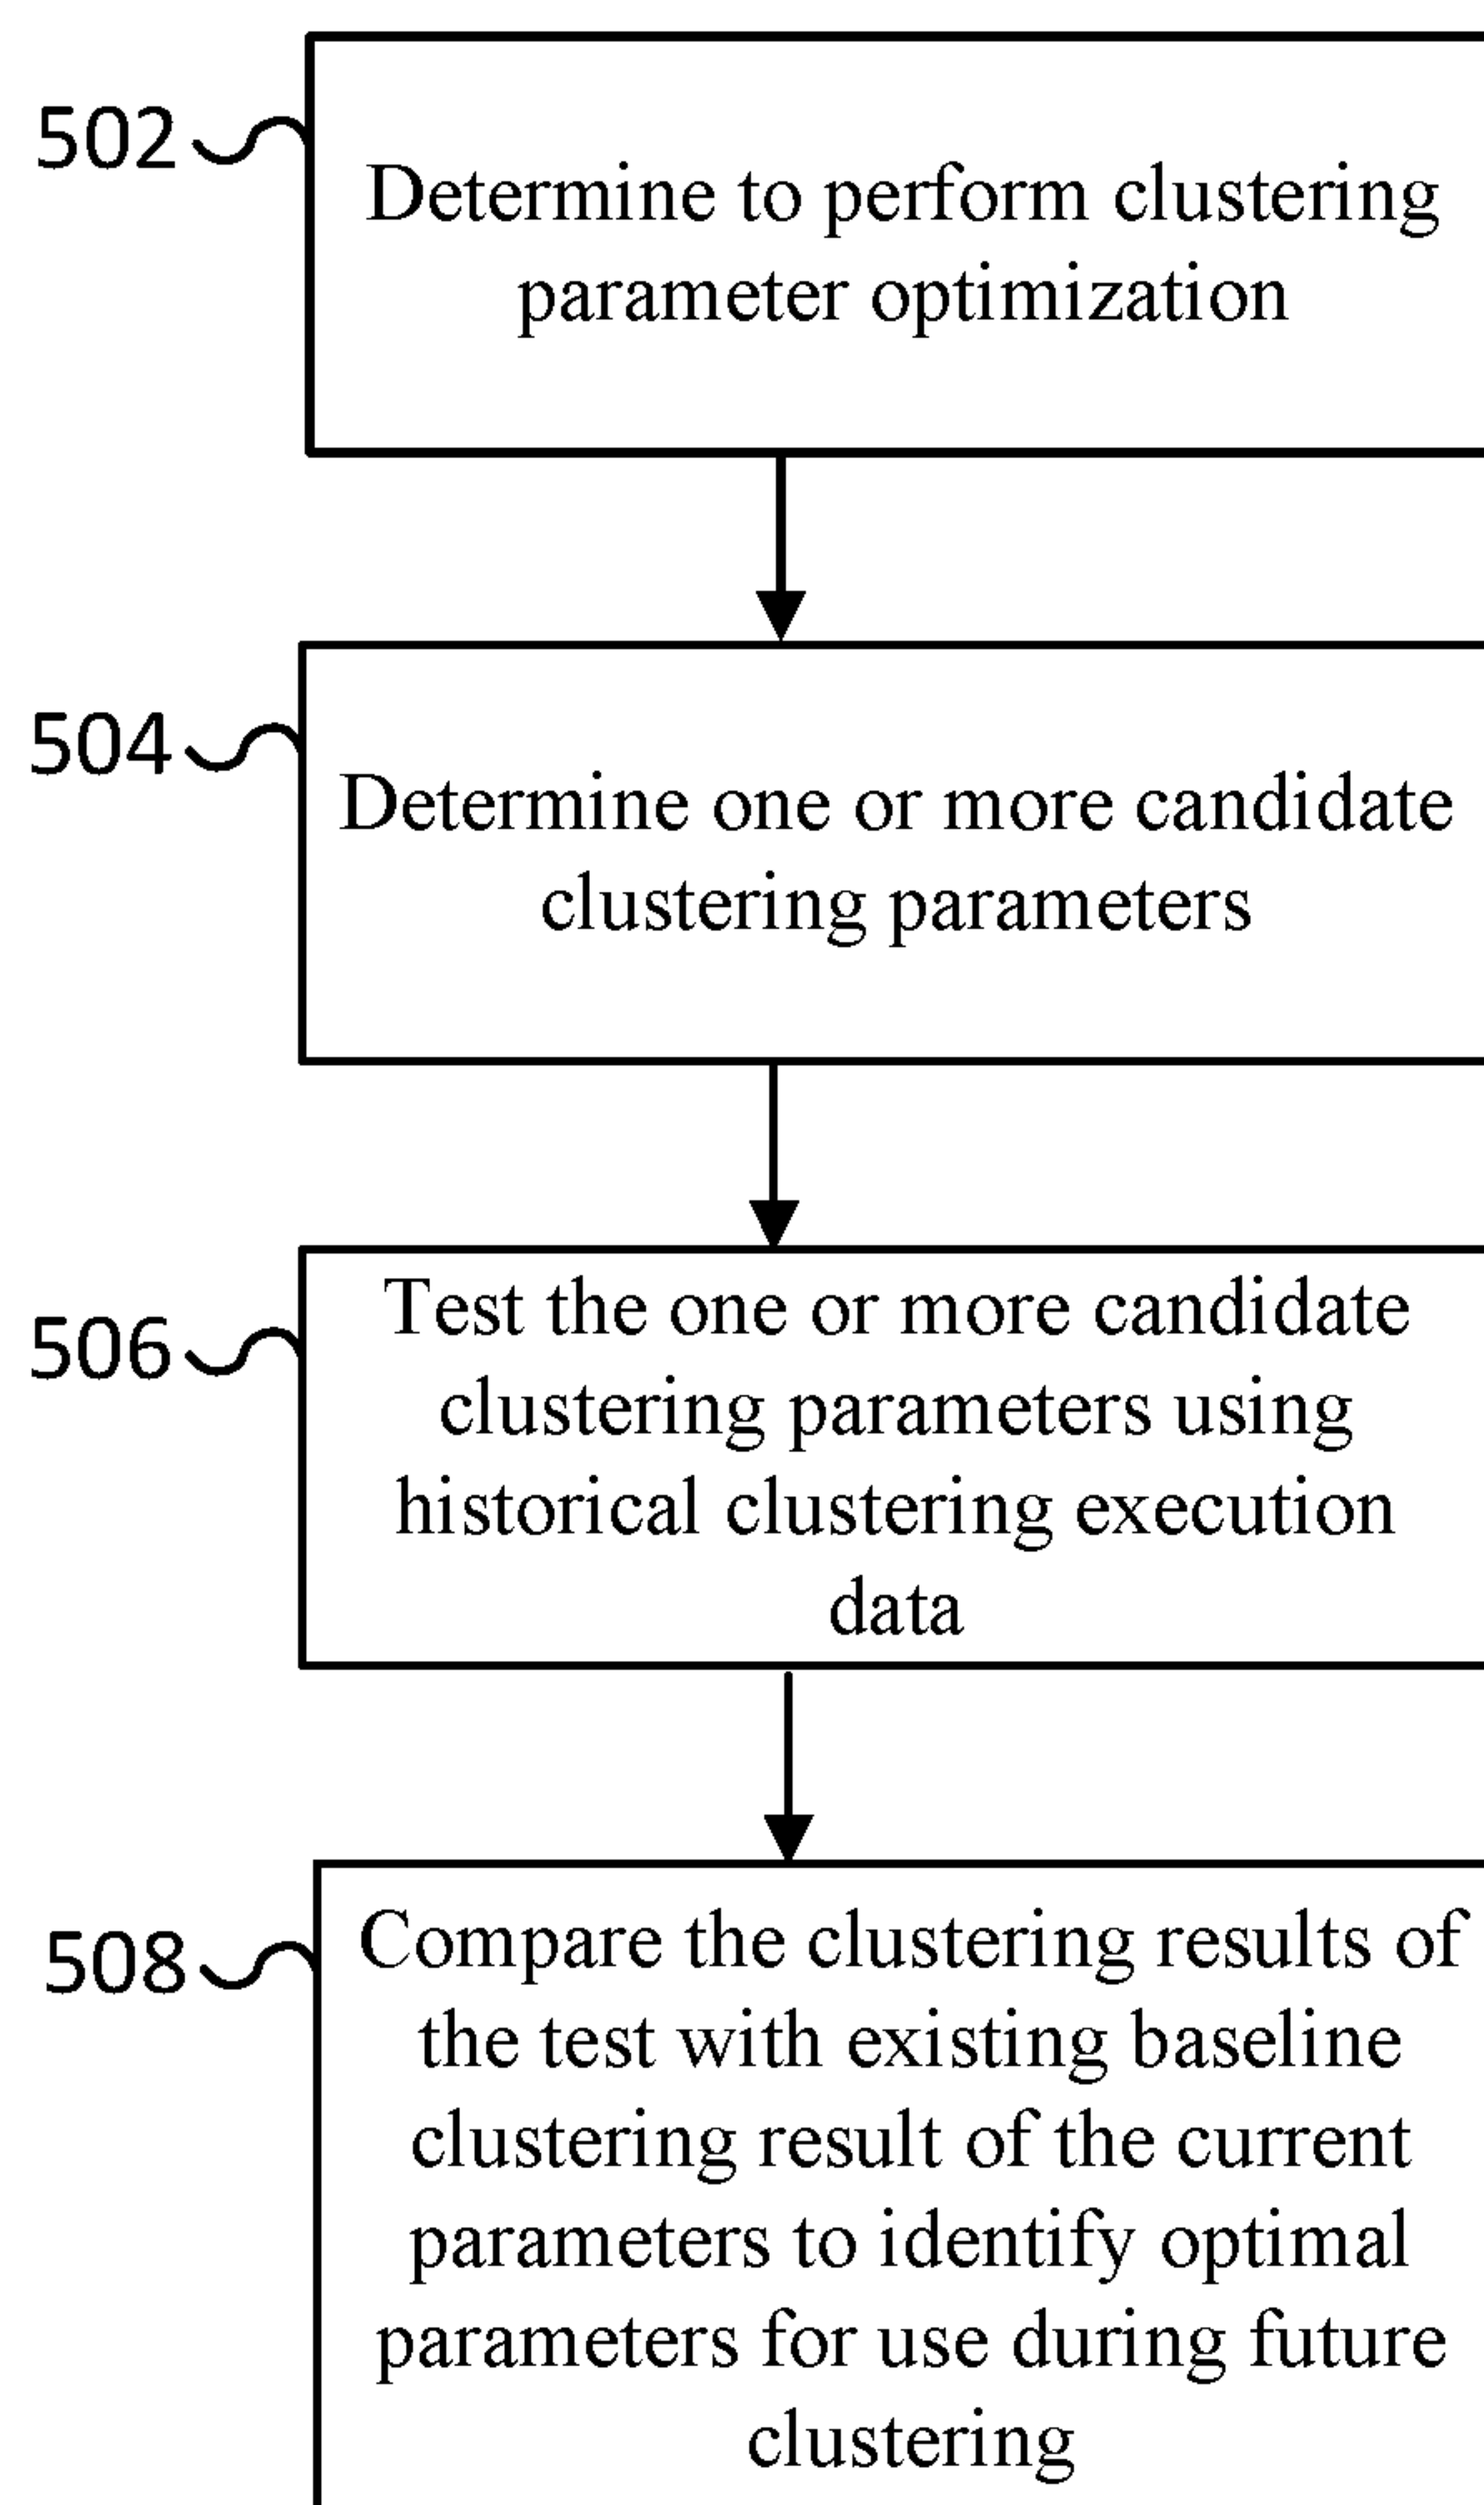 502
Determine to perform clustering
parameter optimization
504
Determine one or more candidate
clustering parameters
506
Test the one or more candidate
clustering parameters using
historical clustering execution
data
508
Compare the clustering results of
the test with existing baseline
clustering result of the current
parameters to identify optimal
parameters for use during future
clustering